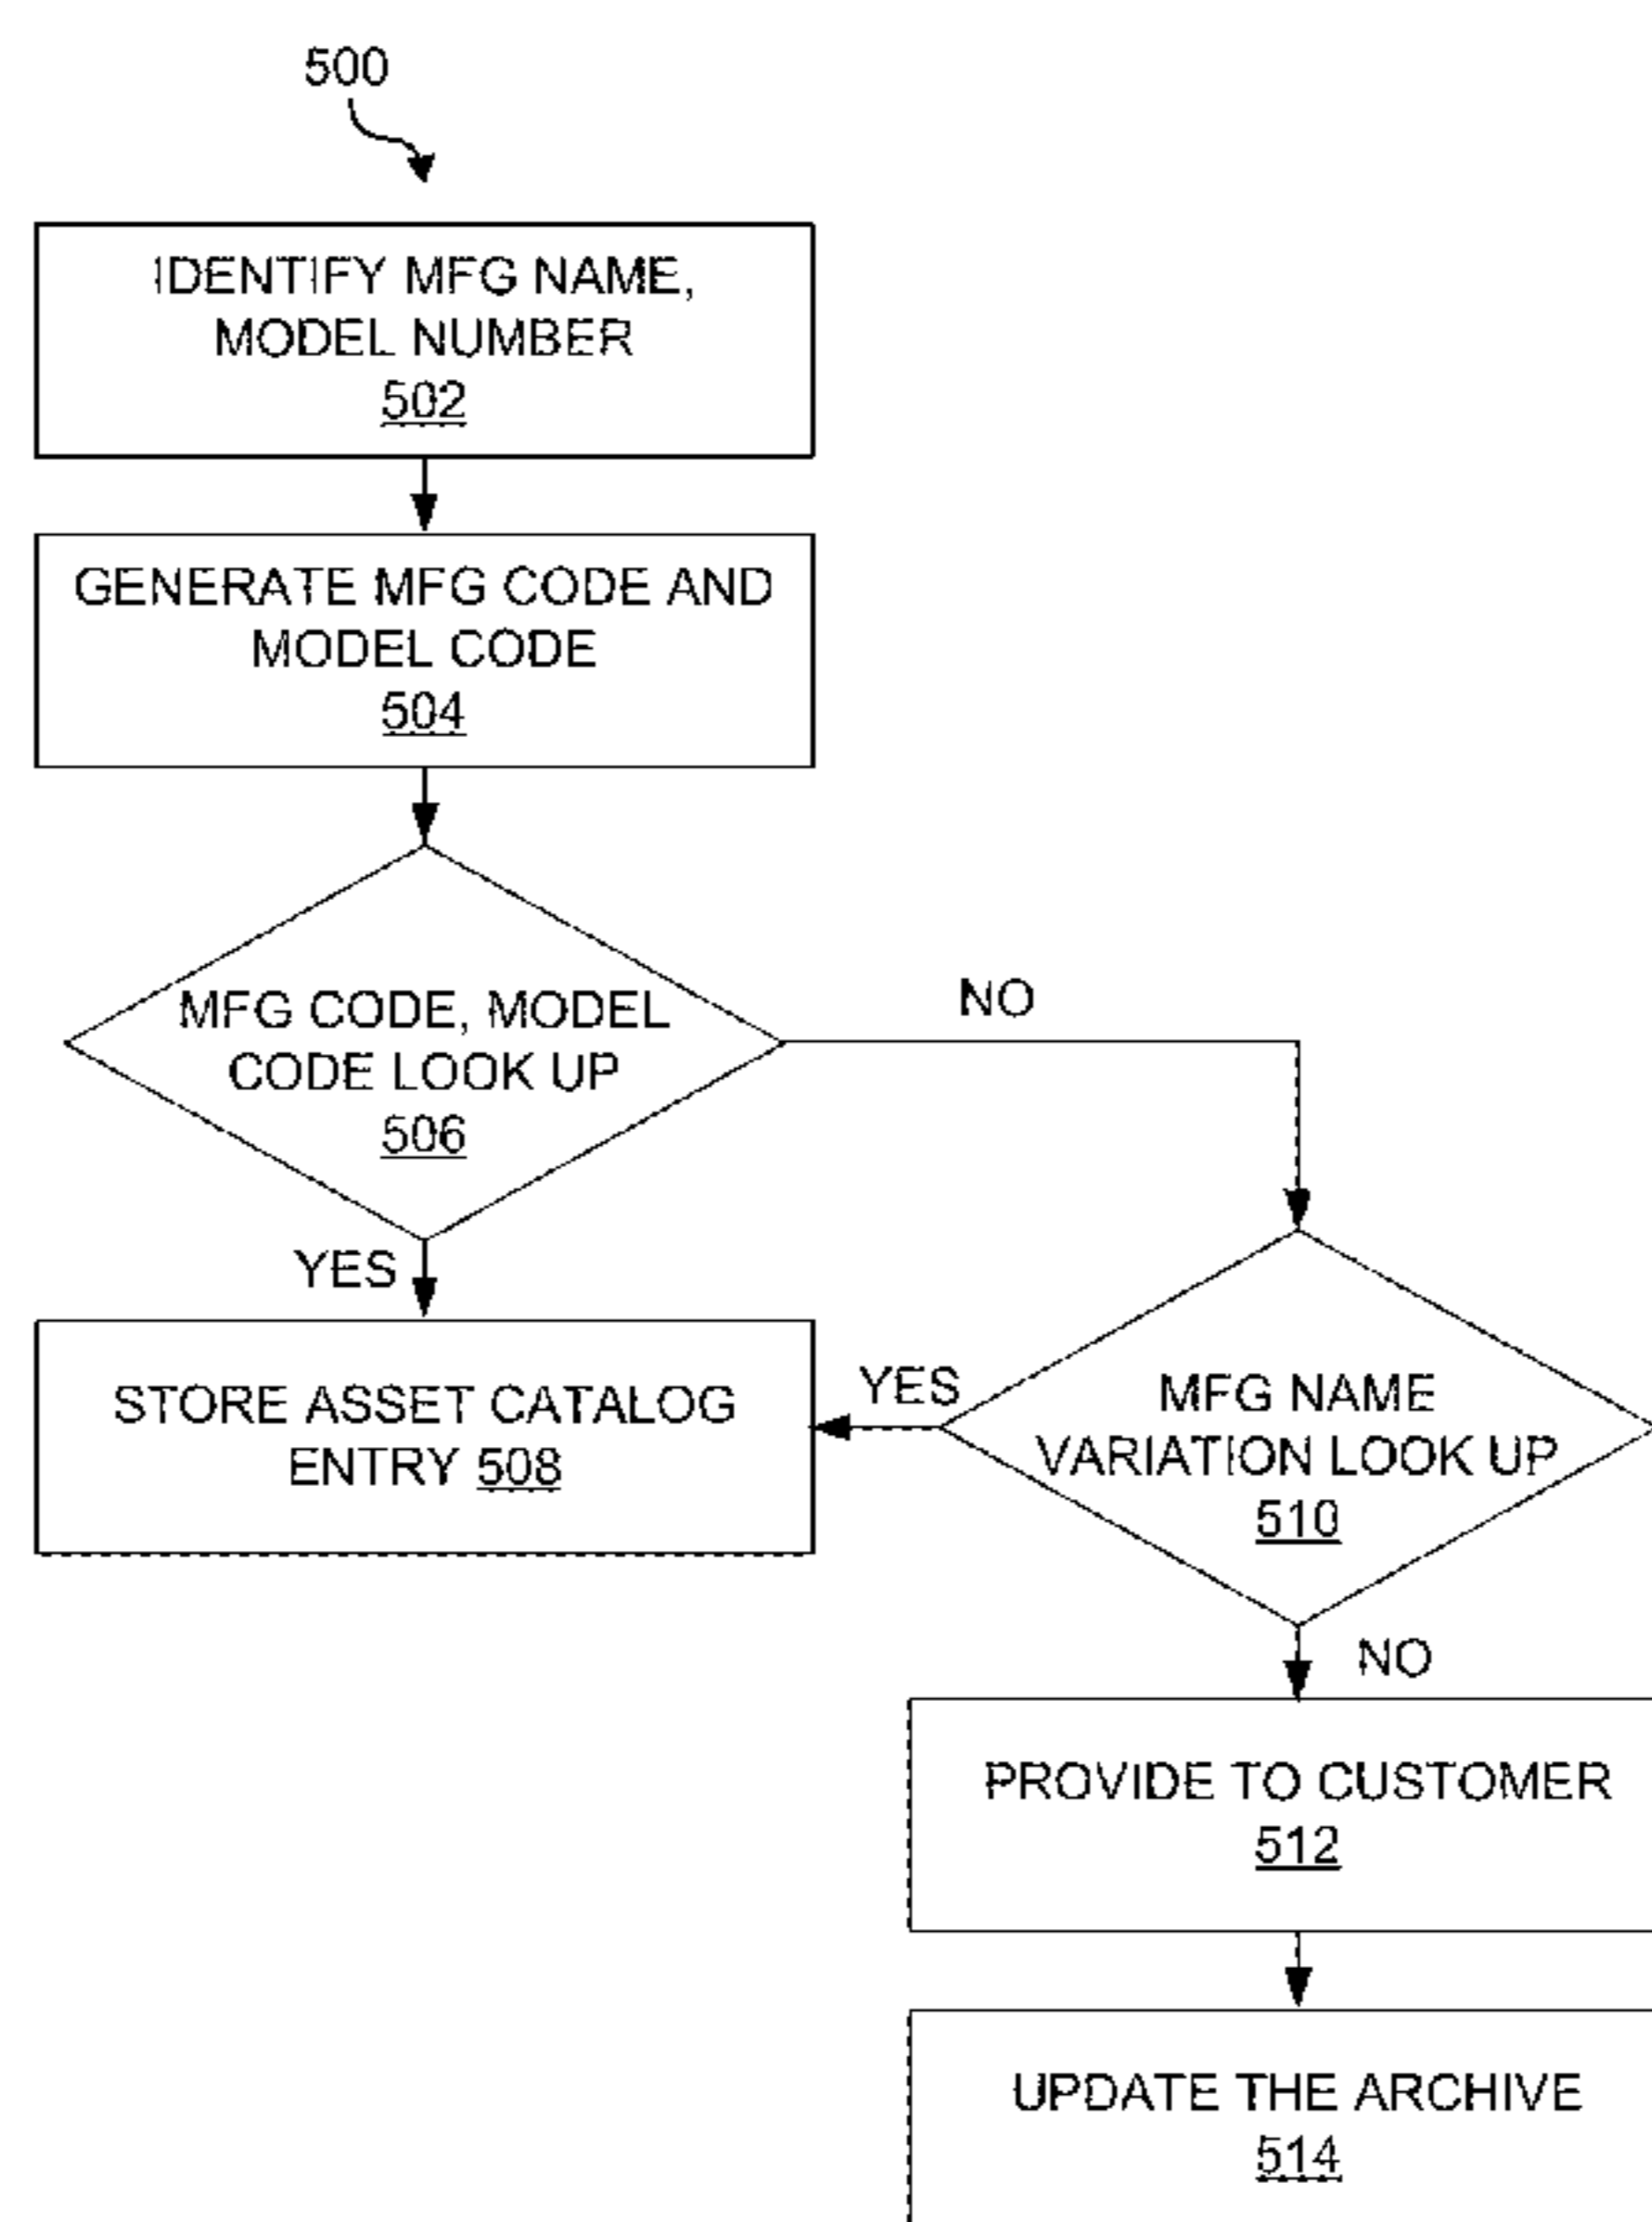 500
IDENTIFY MFG NAME,
MODEL NUMBER
502
GENERATE MFG CODE AND
MODEL CODE
504
MFG CODE, MODEL
CODE LOOK UP
506
NO
YES
STORE ASSET CATALOG
ENTRY 508
YES
MFG NAME
VARIATION LOOK UP
510
NO
PROVIDE TO CUSTOMER
512
UPDATE THE ARCHIVE
514